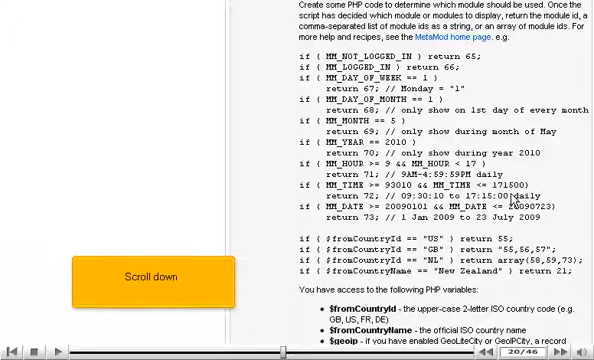 Create some PHP code to determine which module should be used. Once the
script has decided which module or modules to display, return the module id, a
comma-separated list of module ids as a string, or an array of module ids. For
more help and recipes, see the MetaMod home page. e.g.
if ( MM_NOT_LOGGED_IN ) return 65;
if ( MM_LOGGED_IN ) return 66;
if ( MM_DAY_OF_WEEK == 1 )
return 67; // Monday = "1"
if ( MM_DAY_OF_MONTH == 1 )
return 68; // only show on 1st day of every month
if ( MM_MONTH == 5 )
return 69; // only show during month of May
if ( MM_YEAR == 2010 )
return 70; // only show during year 2010
if ( MM_HOUR >= 9 && MM_HOUR < 17 )
return 71; // 9AM-4:59:59PM daily
if ( MM_TIME >= 93010 && MM_TIME <= 171500)
return 72; // 09:30:10 to 17:15:00 daily
if ( MM_DATE >= 20090101 && MM_DATE <= 20090723)
return 73; // 1 Jan 2009 to 23 July 2009
if ( $fromCountryId == "US" ) return 55;
if ( $fromCountryId == "GB" ) return "55,56,57";
if ( $fromCountryId == "NL" ) return array(58,59,73);
if ( $fromCountryName == "New Zealand" ) return 21;
Scroll down
You have access to the following PHP variables:
• $fromCountryId - the upper-case 2-letter ISO country code (e.g.
GB, US, FR, DE)
• $fromCountryName - the official ISO country name
• $geoip - if you have enabled GeoLiteCity or GeoIPCity, a record
20/46